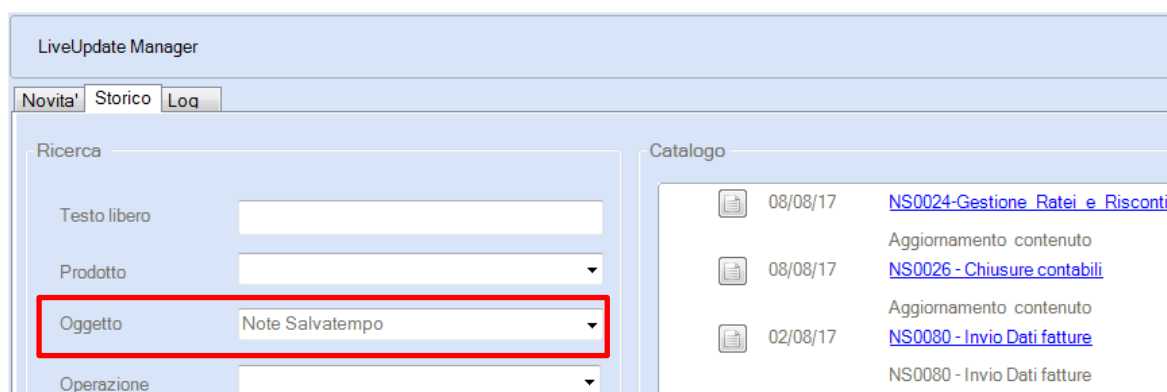 LiveUpdate Manager
Novita' Storico Log
Ricerca
Testo libero
Prodotto
Oggetto Note Salvatempo
Operazione
Catalogo
08/08/17 NS0024-Gestione Ratei e Risconti
Aggiornamento contenuto
08/08/17 NS0026 - Chiusure contabili
Aggiornamento contenuto
02/08/17 NS0080 - Invio Dati fatture
NS0080 - Invio Dati fatture